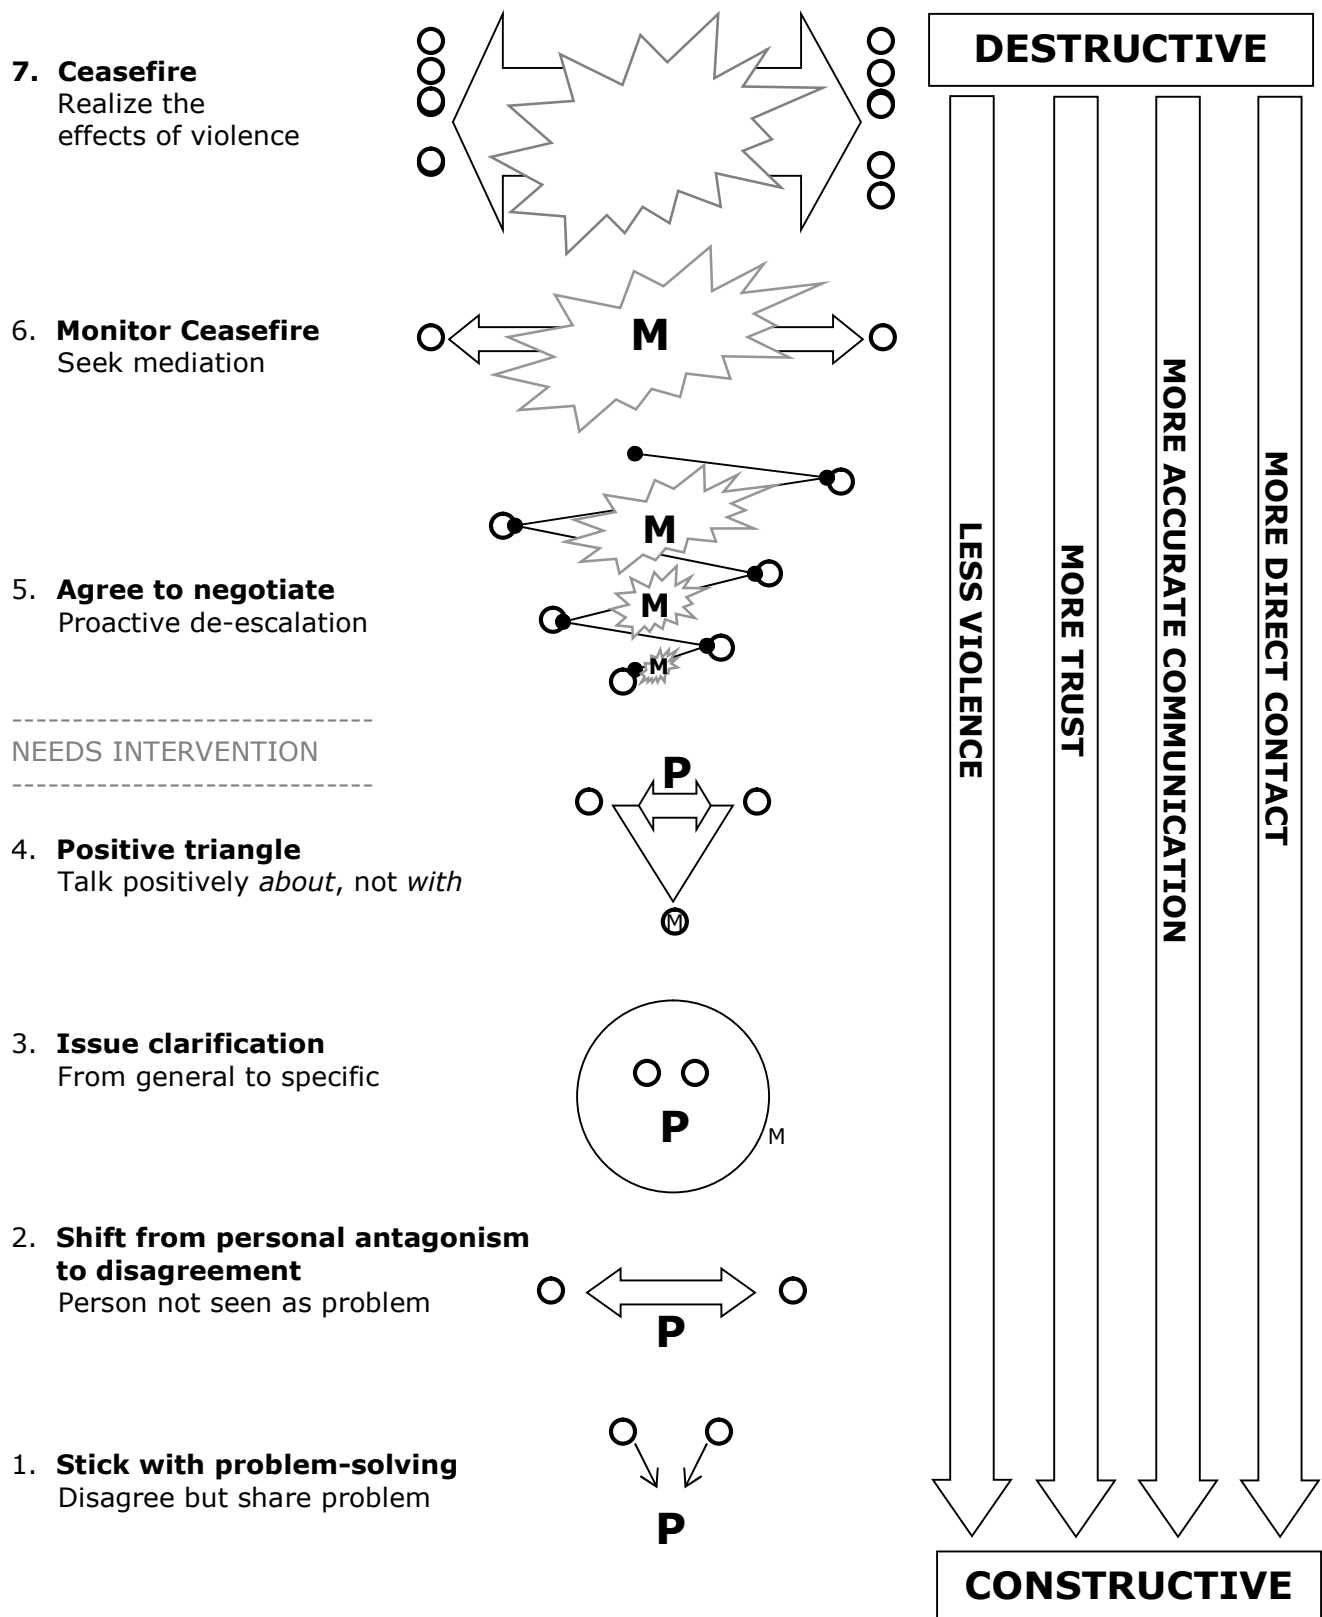 DESTRUCTIVE
7. Ceasefire
Realize the
effects of violence
6. Monitor Ceasefire
Seek mediation
M
5. Agree to negotiate
Proactive de-escalation
M
M
M
------------------------------
NEEDS INTERVENTION
------------------------------
4. Positive triangle
Talk positively about, not with
P
M
3. Issue clarification
From general to specific
P
M
2. Shift from personal antagonism
to disagreement
Person not seen as problem
P
1. Stick with problem-solving
Disagree but share problem
P
LESS VIOLENCE
MORE TRUST
MORE ACCURATE COMMUNICATION
MORE DIRECT CONTACT
CONSTRUCTIVE